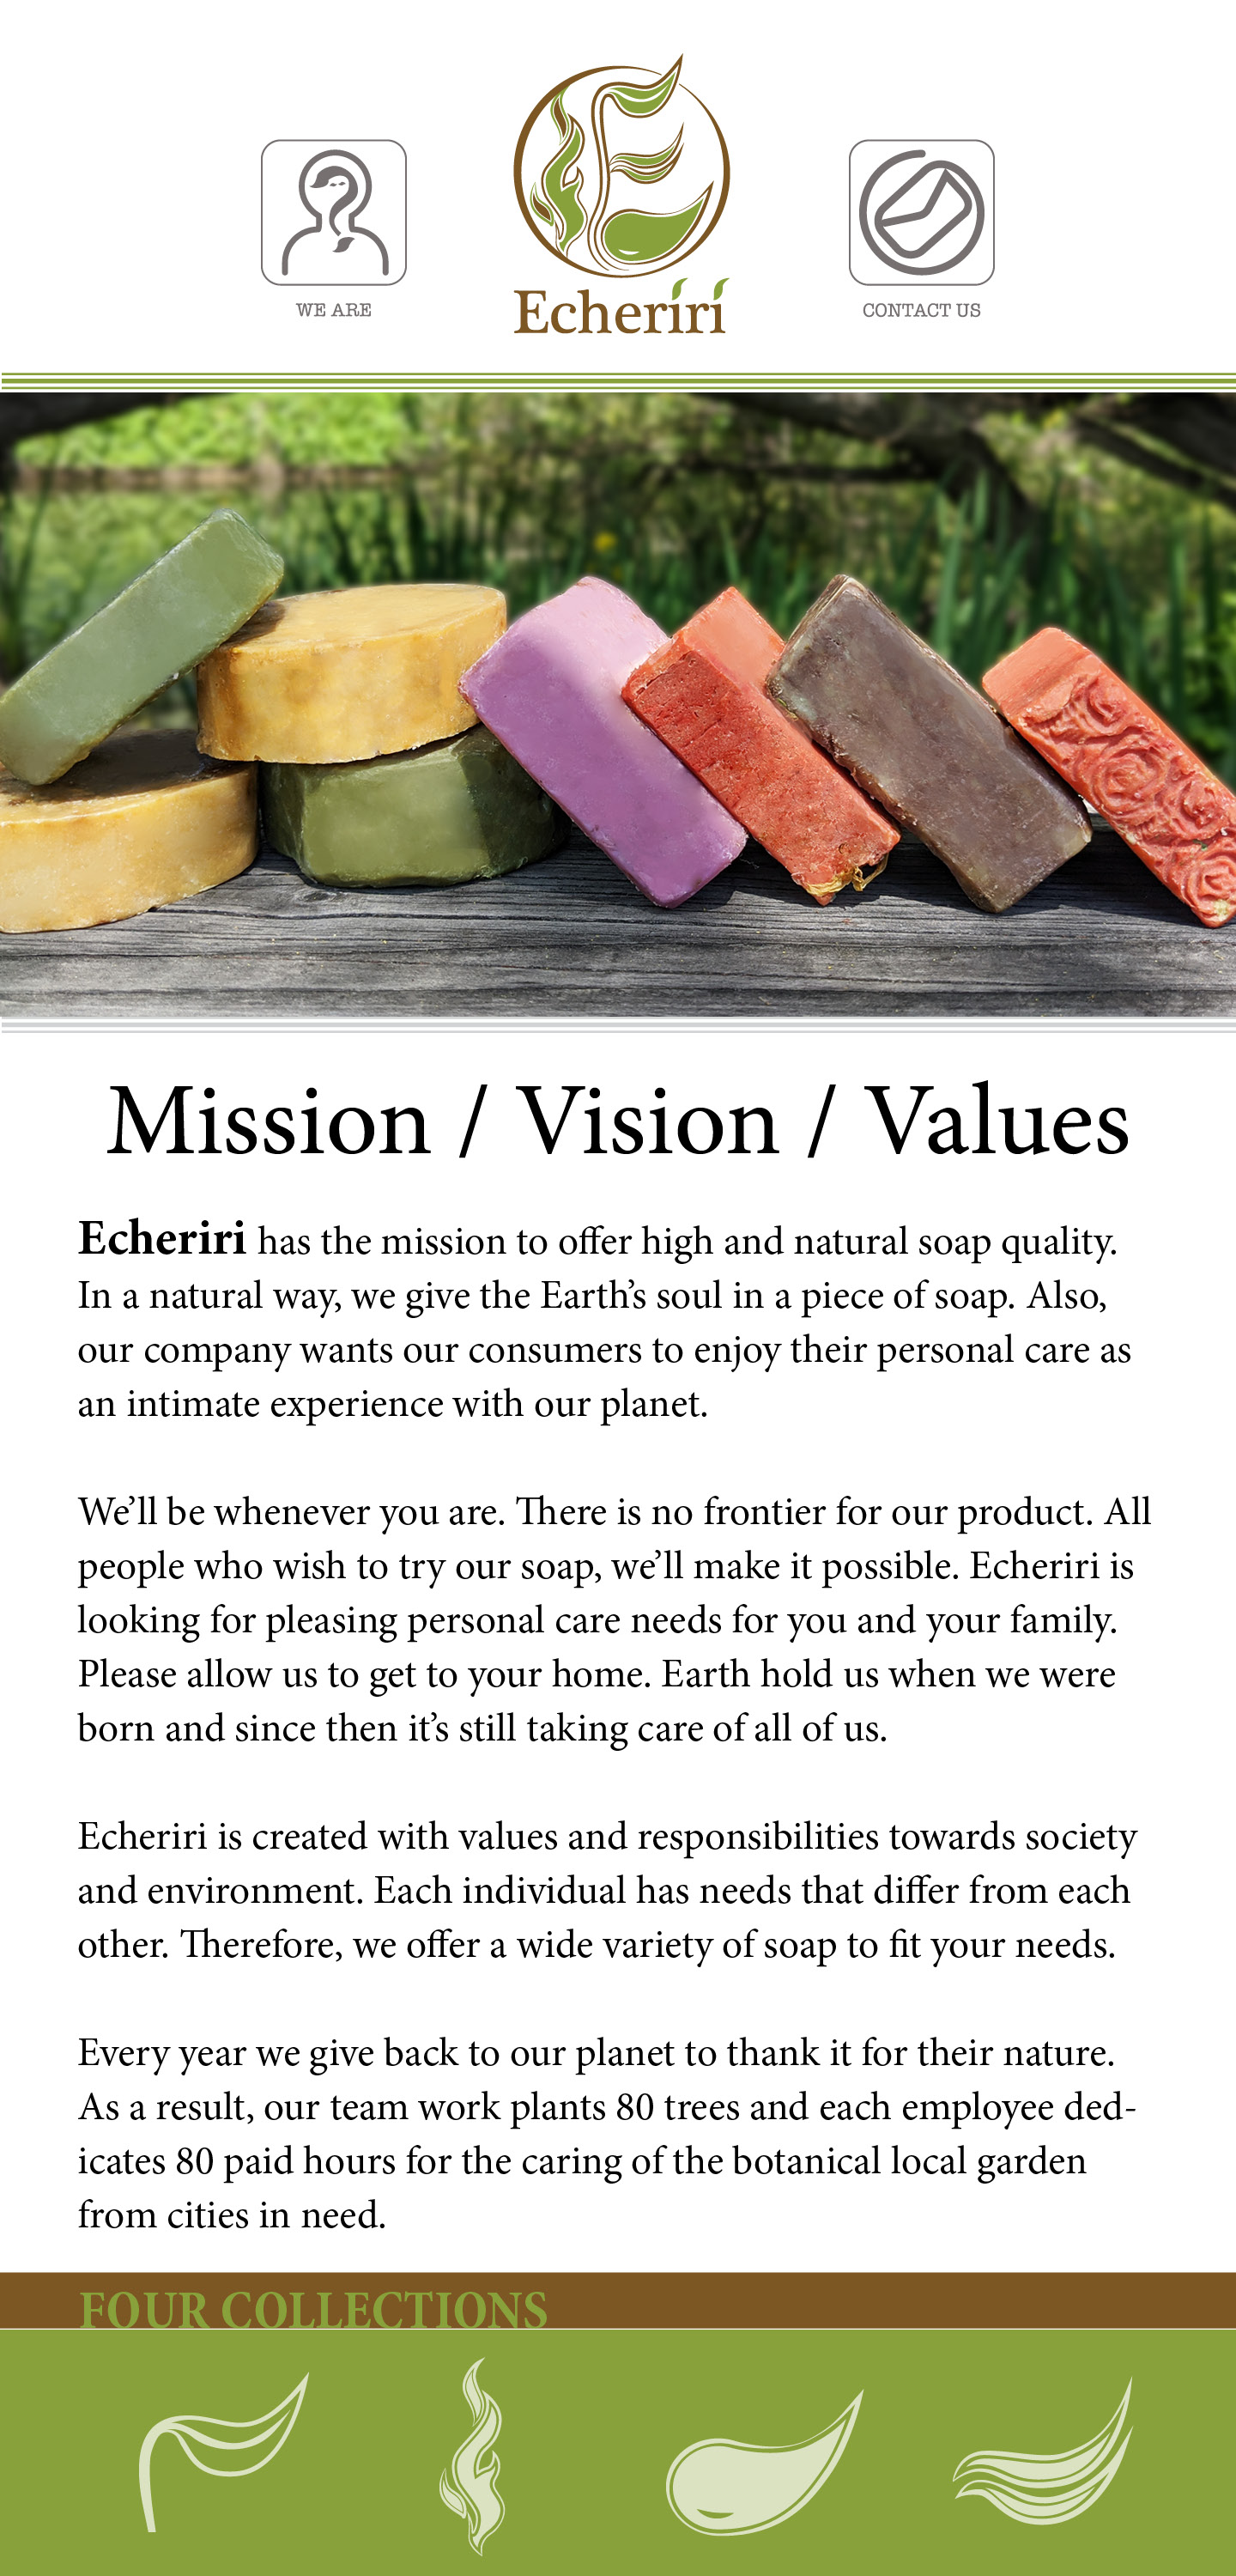 WE ARE
Echeriri
CONTACT US
Mission / Vision / Values
Echeriri has the mission to offer high and natural soap quality.
In a natural way, we give the Earth’s soul in a piece of soap. Also,
our company wants our consumers to enjoy their personal care as
an intimate experience with our planet.
We’ll be whenever you are. There is no frontier for our product. All
people who wish to try our soap, we’ll make it possible. Echeriri is
looking for pleasing personal care needs for you and your family.
Please allow us to get to your home. Earth hold us when we were
born and since then it’s still taking care of all of us.
Echeriri is created with values and responsibilities towards society
and environment. Each individual has needs that differ from each
other. Therefore, we offer a wide variety of soap to fit your needs.
Every year we give back to our planet to thank it for their nature.
As a result, our team work plants 80 trees and each employee ded-
icates 80 paid hours for the caring of the botanical local garden
from cities in need.
FOUR COLLECTIONS